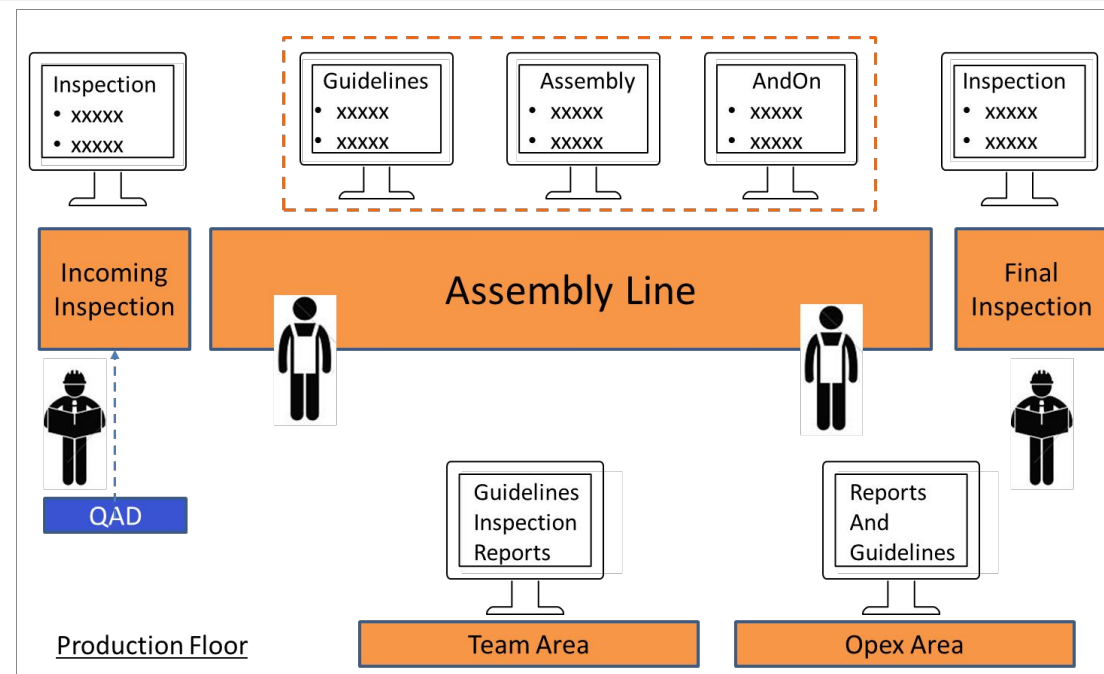 Inspection
• xxxxx
• xxxxx
Guidelines
• xxxxx
• xxxxx
Assembly
• xxxxx
• xxxxx
AndOn
• xxxxx
• xxxxx
Inspection
• xxxxx
• xxxxx
Incoming
Inspection
Assembly Line
Final
Inspection
QAD
Guidelines
Inspection
Reports
Reports
And
Guidelines
Production Floor
Team Area
Opex Area